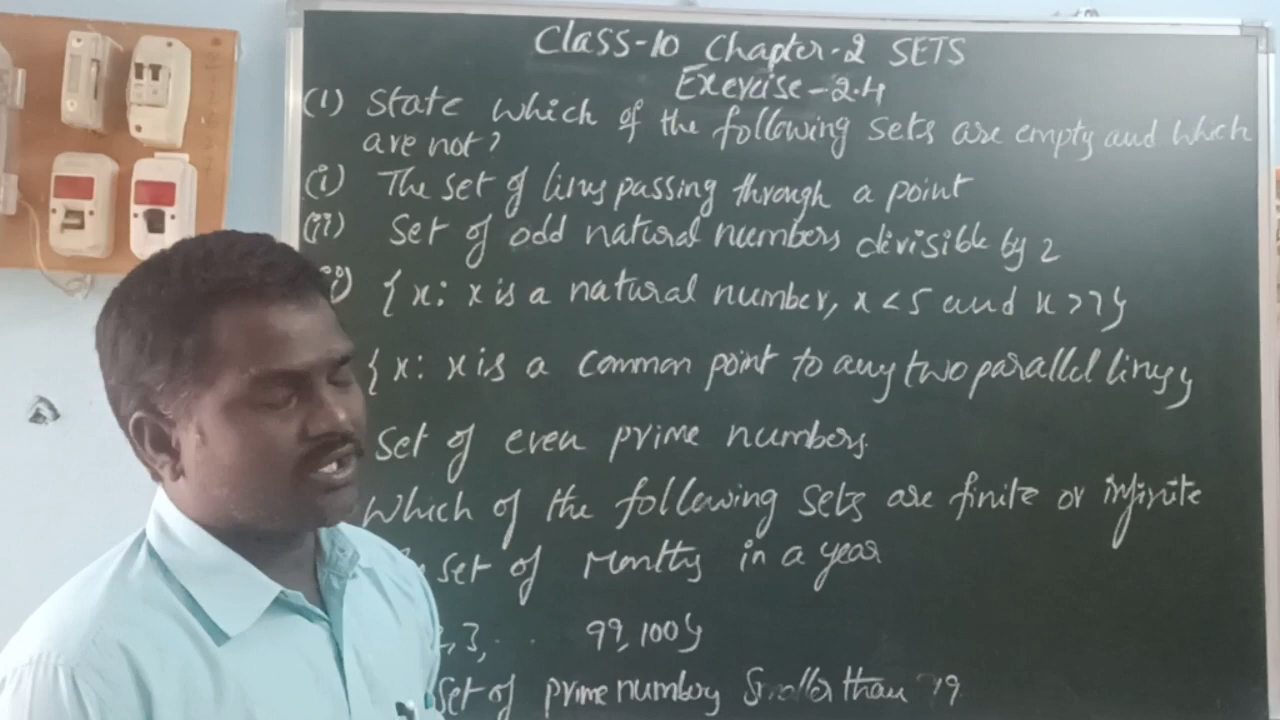 Class-10 Chapter-2 SETS
Exercise-2.4
(1) State which of the following sets are empty and which
are not?
(i) The set of lines passing through a point
(ii) Set of odd natural numbers divisible by 2
{x: x is a natural number, x < 5 and x > 7}
{x: x is a common point to any two parallel lines}
Set of even prime numbers.
Which of the following sets are finite or infinite
set of Months in a year
3, ... 99, 100}
Set of prime number smaller than 99